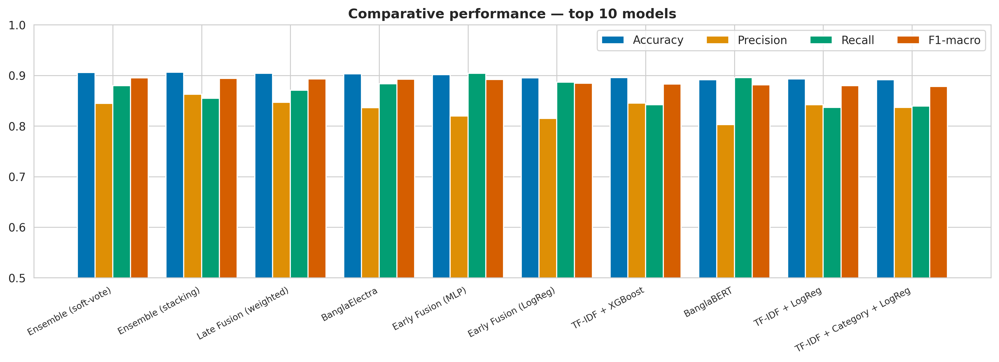 Comparative performance — top 10 models
Accuracy Precision Recall F1-macro
1.0
0.9
0.8
0.7
0.6
0.5
Ensemble (soft-vote)
Ensemble (stacking)
Late Fusion (weighted)
BanglaElectra
Early Fusion (MLP)
Early Fusion (LogReg)
TF-IDF + XGBoost
BanglaBERT
TF-IDF + LogReg
TF-IDF + Category + LogReg